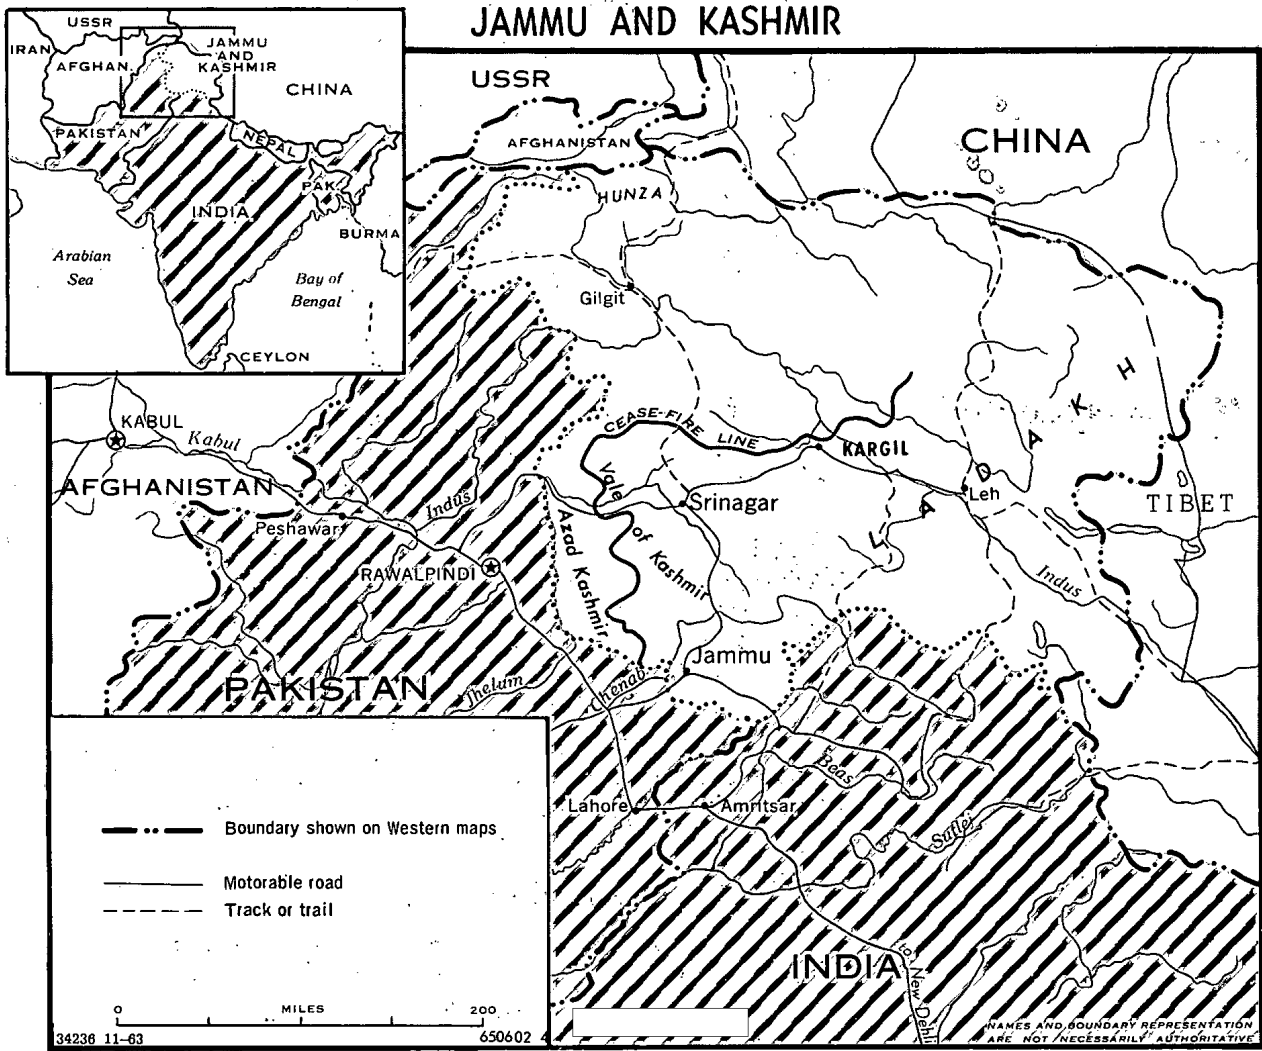 JAMMU AND KASHMIR
USSR
IRAN
AFGHAN.
JAMMU
AND
KASHMIR
CHINA
PAKISTAN
NEPAL
PAK.
INDIA
BURMA
Arabian
Sea
Bay of
Bengal
CEYLON
USSR
AFGHANISTAN
CHINA
HUNZA
Gilgit
LADAKH
CEASE-FIRE LINE
KARGIL
KABUL
Kabul
AFGHANISTAN
Peshawar
Indus
RAWALPINDI
Vale of Kashmir
Srinagar
Leh
TIBET
Azad Kashmir
Indus
Jammu
PAKISTAN
Jhelum
Chenab
Beas
Lahore
Amritsar
Sutlej
INDIA
to New Dehli
Boundary shown on Western maps
Motorable road
Track or trail
0 MILES 200
34236 11-63
650602 4
NAMES AND BOUNDARY REPRESENTATION
ARE NOT NECESSARILY AUTHORITATIVE